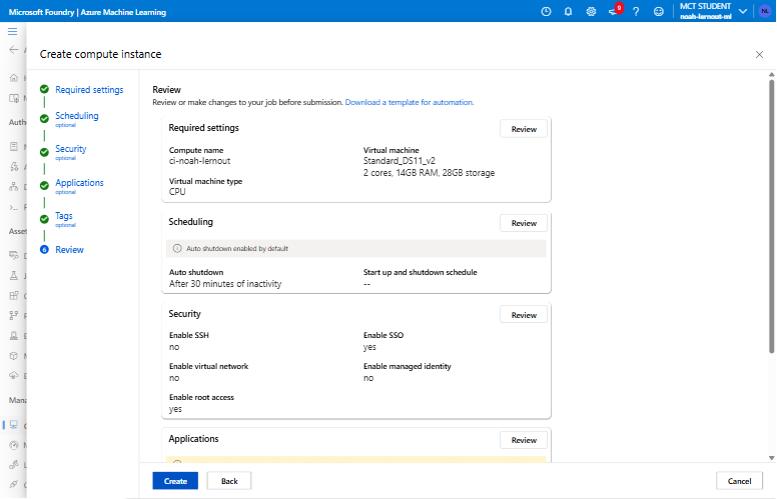 Microsoft Foundry | Azure Machine Learning
9
?
MCT STUDENT
noah-lernout-ml
NL
Create compute instance
Required settings
Scheduling
optional
Security
optional
Applications
optional
Tags
optional
6
Review
Review
Review or make changes to your job before submission. Download a template for automation.
Required settings
Review
Compute name
ci-noah-lernout
Virtual machine
Standard_DS11_v2
2 cores, 14GB RAM, 28GB storage
Virtual machine type
CPU
Scheduling
Review
Auto shutdown enabled by default
Auto shutdown
After 30 minutes of inactivity
Start up and shutdown schedule
--
Security
Review
Enable SSH
no
Enable SSO
yes
Enable virtual network
no
Enable managed identity
no
Enable root access
yes
Applications
Review
Create
Back
Cancel
Auth
Asset
Mana